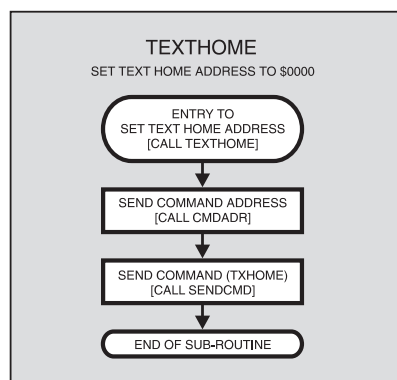 TEXTHOME
SET TEXT HOME ADDRESS TO $0000
ENTRY TO
SET TEXT HOME ADDRESS
[CALL TEXTHOME]
SEND COMMAND ADDRESS
[CALL CMDADR]
SEND COMMAND (TXHOME)
[CALL SENDCMD]
END OF SUB-ROUTINE